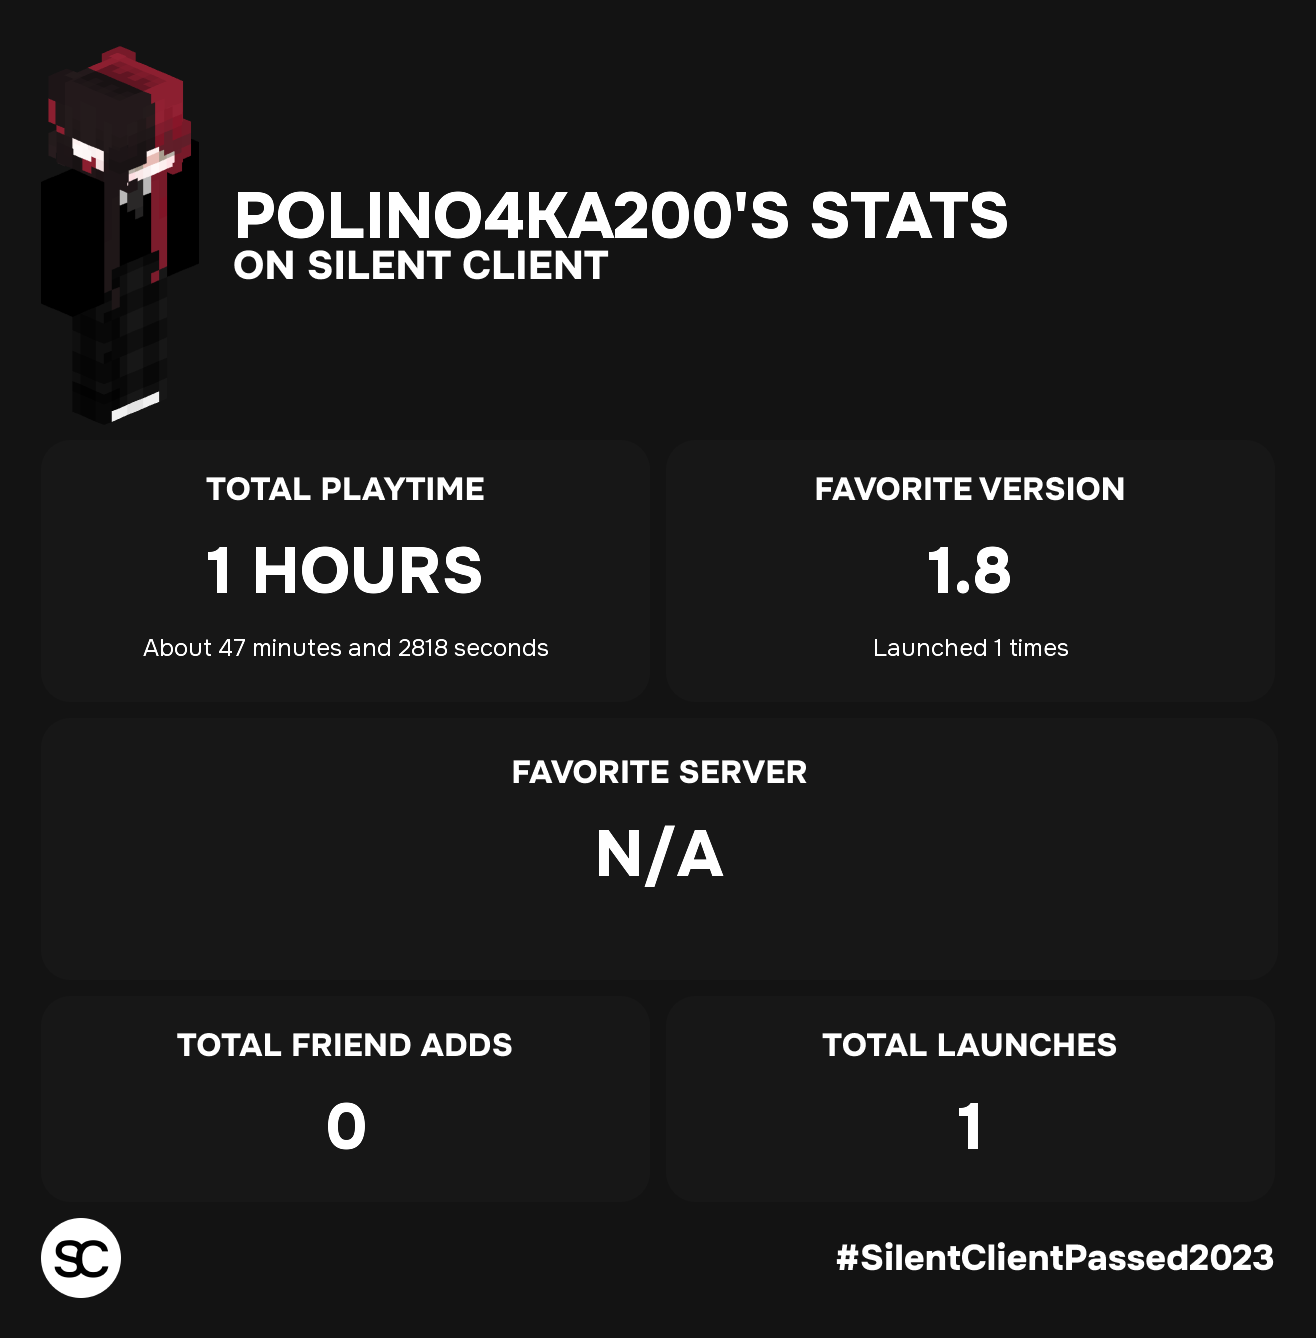 POLINO4KA200'S STATS
ON SILENT CLIENT
TOTAL PLAYTIME
1 HOURS
About 47 minutes and 2818 seconds
FAVORITE VERSION
1.8
Launched 1 times
FAVORITE SERVER
N/A
TOTAL FRIEND ADDS
0
TOTAL LAUNCHES
1
SC
#SilentClientPassed2023